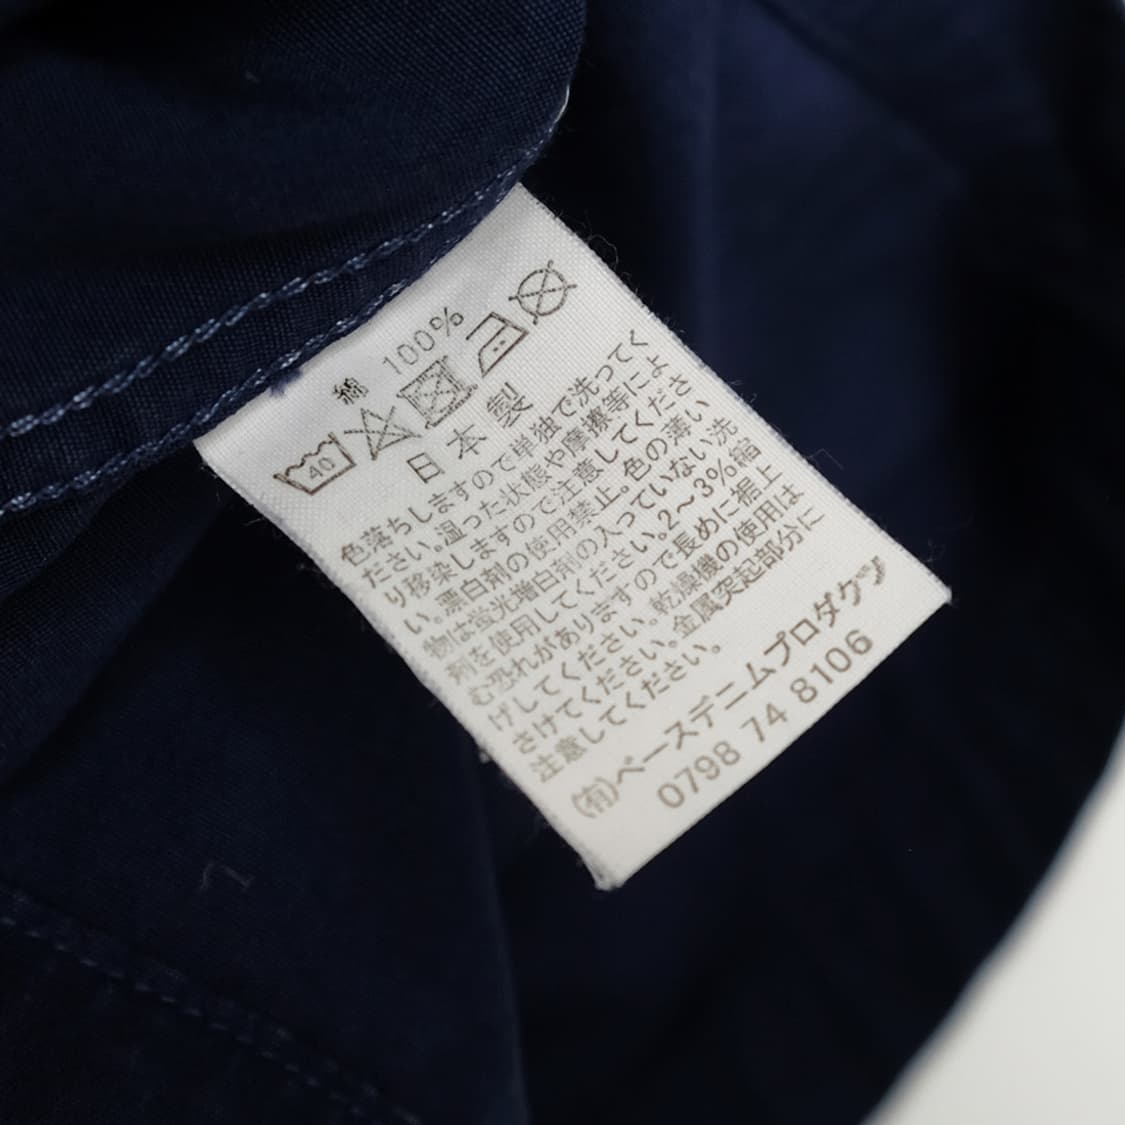 綿 100%
40
日本製
色落ちしますので単独で洗ってく
ださい。湿った状態や摩擦等によ
り移染しますので注意してくださ
い。漂白剤の使用禁止。色の薄い
物は蛍光増白剤の入っていない洗
剤を使用してください。2〜3%縮
む恐れがありますので長めに裾上
げしてください。乾燥機の使用は
さけてください。金属突起部分に
注意してください。
(有)ベースデニムプロダクツ
0798 74 8106